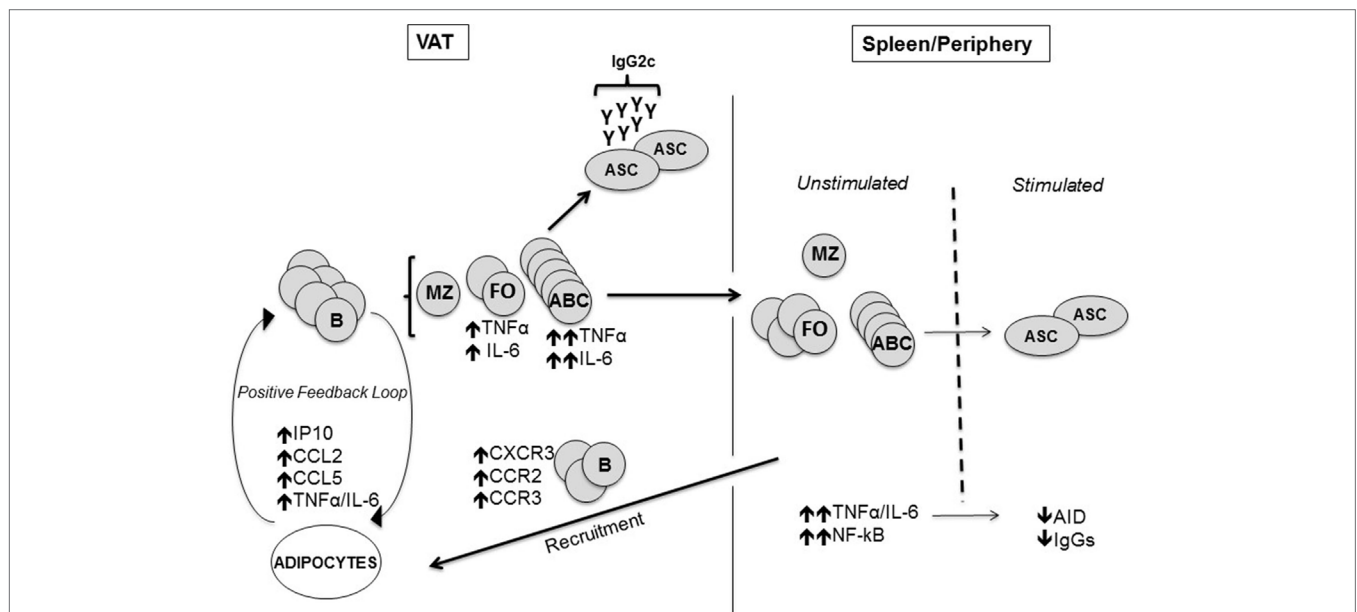 VAT
Spleen/Periphery
IgG2c
Y Y Y Y
Y Y Y
ASC
ASC
Unstimulated
Stimulated
B
MZ
FO
ABC
↑TNFα
↑IL-6
↑↑TNFα
↑↑IL-6
MZ
FO
ABC
ASC
ASC
Positive Feedback Loop
↑IP10
↑CCL2
↑CCL5
↑TNFα/IL-6
ADIPOCYTES
↑CXCR3
↑CCR2
↑CCR3
B
Recruitment
↑↑TNFα/IL-6
↑↑NF-kB
↓AID
↓IgGs